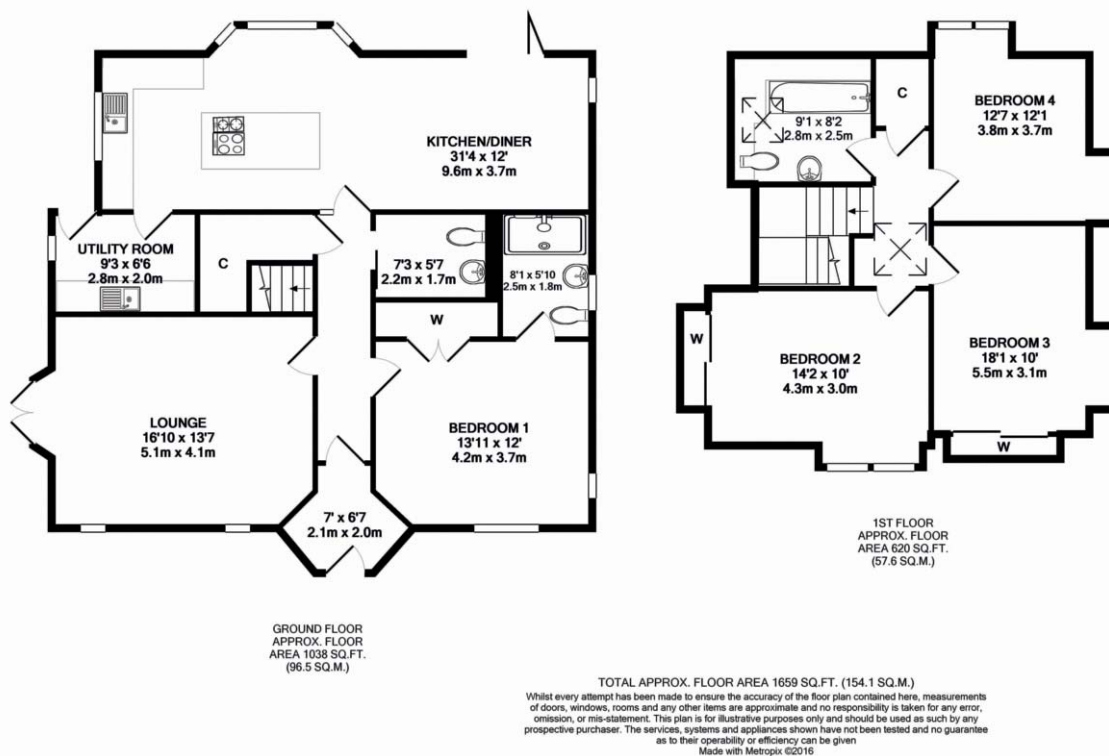 KITCHEN/DINER
31'4 x 12'
9.6m x 3.7m
UTILITY ROOM
9'3 x 6'6
2.8m x 2.0m
C
7'3 x 5'7
2.2m x 1.7m
8'1 x 5'10
2.5m x 1.8m
W
LOUNGE
16'10 x 13'7
5.1m x 4.1m
BEDROOM 1
13'11 x 12'
4.2m x 3.7m
7' x 6'7
2.1m x 2.0m
GROUND FLOOR
APPROX. FLOOR
AREA 1038 SQ.FT.
(96.5 SQ.M.)
9'1 x 8'2
2.8m x 2.5m
C
BEDROOM 4
12'7 x 12'1
3.8m x 3.7m
W
BEDROOM 2
14'2 x 10'
4.3m x 3.0m
BEDROOM 3
18'1 x 10'
5.5m x 3.1m
W
1ST FLOOR
APPROX. FLOOR
AREA 620 SQ.FT.
(57.6 SQ.M.)
TOTAL APPROX. FLOOR AREA 1659 SQ.FT. (154.1 SQ.M.)
Whilst every attempt has been made to ensure the accuracy of the floor plan contained here, measurements
of doors, windows, rooms and any other items are approximate and no responsibility is taken for any error,
omission, or mis-statement. This plan is for illustrative purposes only and should be used as such by any
prospective purchaser. The services, systems and appliances shown have not been tested and no guarantee
as to their operability or efficiency can be given
Made with Metropix ©2016